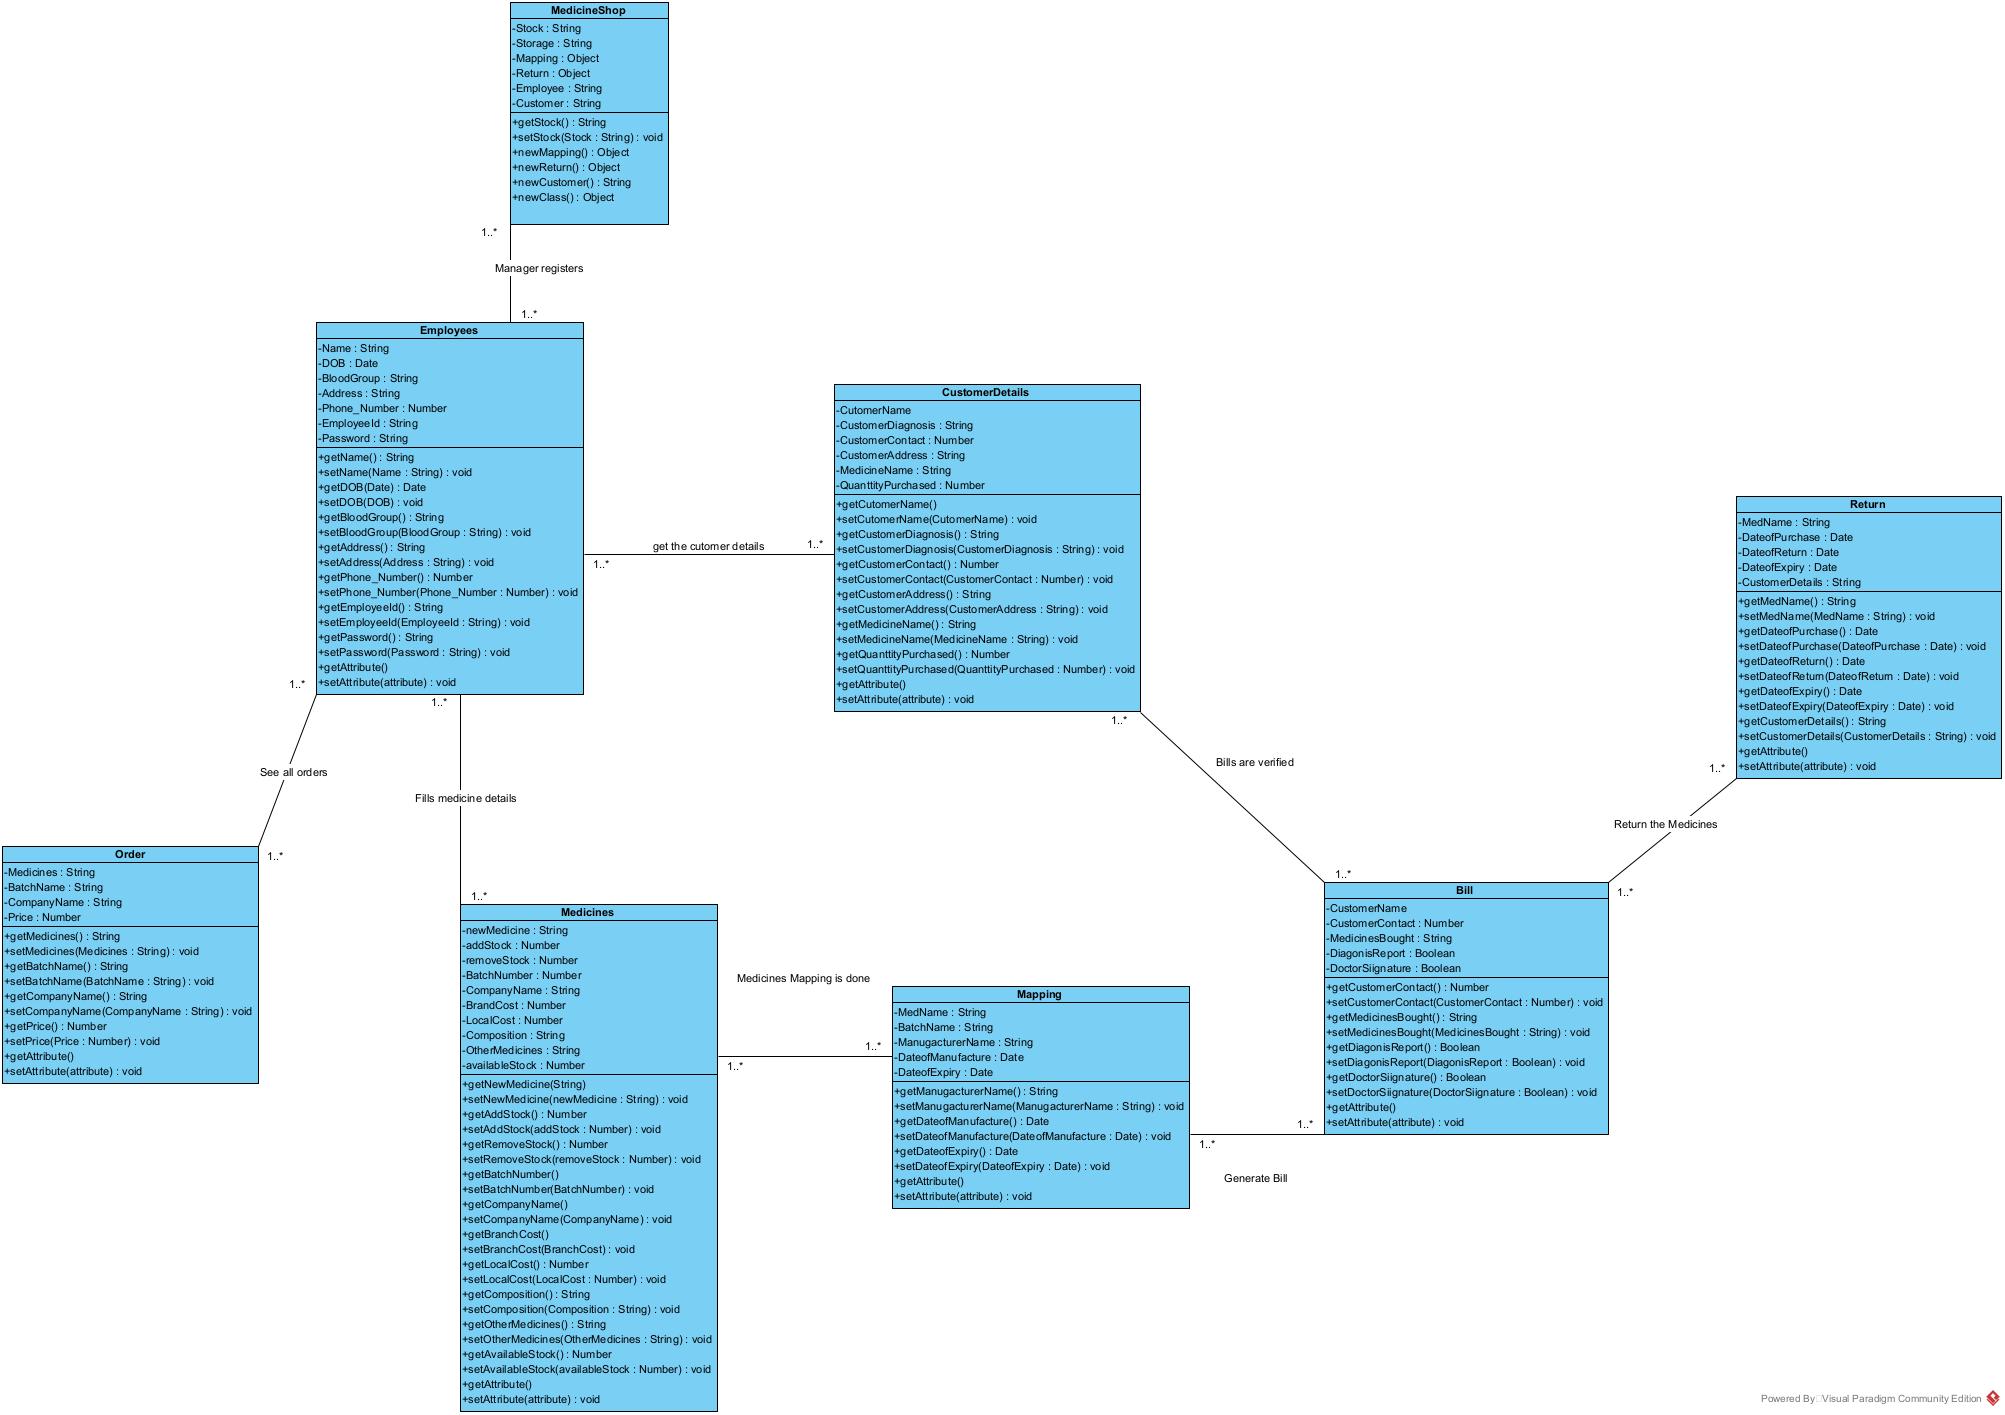 MedicineShop
-Stock : String
-Storage : String
-Mapping : Object
-Return : Object
-Employee : String
-Customer : String
+getStock() : String
+setStock(Stock : String) : void
+newMapping() : Object
+newReturn() : Object
+newCustomer() : String
+newClass() : Object
1..*
Manager registers
1..*
Employees
-Name : String
-DOB : Date
-BloodGroup : String
-Address : String
-Phone_Number : Number
-EmployeeId : String
-Password : String
+getName() : String
+setName(Name : String) : void
+getDOB(Date) : Date
+setDOB(DOB) : void
+getBloodGroup() : String
+setBloodGroup(BloodGroup : String) : void
+getAddress() : String
+setAddress(Address : String) : void
+getPhone_Number() : Number
+setPhone_Number(Phone_Number : Number) : void
+getEmployeeId() : String
+setEmployeeId(EmployeeId : String) : void
+getPassword() : String
+setPassword(Password : String) : void
+getAttribute()
+setAttribute(attribute) : void
get the cutomer details
1..*
1..*
CustomerDetails
-CutomerName
-CustomerDiagnosis : String
-CustomerContact : Number
-CustomerAddress : String
-MedicineName : String
-QuanttityPurchased : Number
+getCutomerName()
+setCutomerName(CutomerName) : void
+getCustomerDiagnosis() : String
+setCustomerDiagnosis(CustomerDiagnosis : String) : void
+getCustomerContact() : Number
+setCustomerContact(CustomerContact : Number) : void
+getCustomerAddress() : String
+setCustomerAddress(CustomerAddress : String) : void
+getMedicineName() : String
+setMedicineName(MedicineName : String) : void
+getQuanttityPurchased() : Number
+setQuanttityPurchased(QuanttityPurchased : Number) : void
+getAttribute()
+setAttribute(attribute) : void
Return
-MedName : String
-DateofPurchase : Date
-DateofReturn : Date
-DateofExpiry : Date
-CustomerDetails : String
+getMedName() : String
+setMedName(MedName : String) : void
+getDateofPurchase() : Date
+setDateofPurchase(DateofPurchase : Date) : void
+getDateofReturn() : Date
+setDateofReturn(DateofReturn : Date) : void
+getDateofExpiry() : Date
+setDateofExpiry(DateofExpiry : Date) : void
+getCustomerDetails() : String
+setCustomerDetails(CustomerDetails : String) : void
+getAttribute()
+setAttribute(attribute) : void
1..*
See all orders
1..*
1..*
Fills medicine details
1..*
1..*
Bills are verified
1..*
1..*
Return the Medicines
1..*
Order
-Medicines : String
-BatchName : String
-CompanyName : String
-Price : Number
+getMedicines() : String
+setMedicines(Medicines : String) : void
+getBatchName() : String
+setBatchName(BatchName : String) : void
+getCompanyName() : String
+setCompanyName(CompanyName : String) : void
+getPrice() : Number
+setPrice(Price : Number) : void
+getAttribute()
+setAttribute(attribute) : void
Medicines
-newMedicine : String
-addStock : Number
-removeStock : Number
-BatchNumber : Number
-CompanyName : String
-BrandCost : Number
-LocalCost : Number
-Composition : String
-OtherMedicines : String
-availableStock : Number
+getNewMedicine(String)
+setNewMedicine(newMedicine : String) : void
+getAddStock() : Number
+setAddStock(addStock : Number) : void
+getRemoveStock() : Number
+setRemoveStock(removeStock : Number) : void
+getBatchNumber()
+setBatchNumber(BatchNumber) : void
+getCompanyName()
+setCompanyName(CompanyName) : void
+getBranchCost()
+setBranchCost(BranchCost) : void
+getLocalCost() : Number
+setLocalCost(LocalCost : Number) : void
+getComposition() : String
+setComposition(Composition : String) : void
+getOtherMedicines() : String
+setOtherMedicines(OtherMedicines : String) : void
+getAvailableStock() : Number
+setAvailableStock(availableStock : Number) : void
+getAttribute()
+setAttribute(attribute) : void
Medicines Mapping is done
1..*
1..*
Mapping
-MedName : String
-BatchName : String
-ManugacturerName : String
-DateofManufacture : Date
-DateofExpiry : Date
+getManugacturerName() : String
+setManugacturerName(ManugacturerName : String) : void
+getDateofManufacture() : Date
+setDateofManufacture(DateofManufacture : Date) : void
+getDateofExpiry() : Date
+setDateofExpiry(DateofExpiry : Date) : void
+getAttribute()
+setAttribute(attribute) : void
1..*
1..*
Generate Bill
Bill
-CustomerName
-CustomerContact : Number
-MedicinesBought : String
-DiagonisReport : Boolean
-DoctorSiignature : Boolean
+getCustomerContact() : Number
+setCustomerContact(CustomerContact : Number) : void
+getMedicinesBought() : String
+setMedicinesBought(MedicinesBought : String) : void
+getDiagonisReport() : Boolean
+setDiagonisReport(DiagonisReport : Boolean) : void
+getDoctorSiignature() : Boolean
+setDoctorSiignature(DoctorSiignature : Boolean) : void
+getAttribute()
+setAttribute(attribute) : void
Powered By Visual Paradigm Community Edition